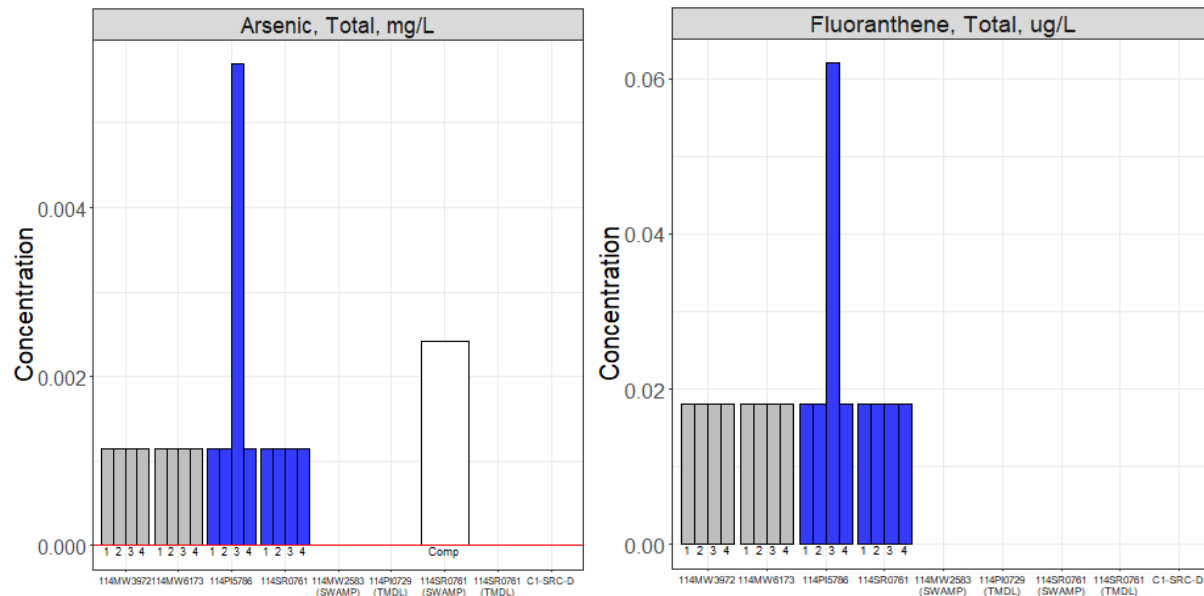 Arsenic, Total, mg/L
Concentration
0.004
0.002
0.000
1 2 3 4 1 2 3 4 1 2 3 4 1 2 3 4 Comp
114MW3972 114MW6173 114PI5786 114SR0761 114MW2583 114PI0729 114SR0761 114SR0761 C1-SRC-D
(SWAMP) (TMDL) (SWAMP) (TMDL)
Fluoranthene, Total, ug/L
Concentration
0.06
0.04
0.02
0.00
1 2 3 4 1 2 3 4 1 2 3 4 1 2 3 4
114MW3972 114MW6173 114PI5786 114SR0761 114MW2583 114PI0729 114SR0761 114SR0761 C1-SRC-D
(SWAMP) (TMDL) (SWAMP) (TMDL)